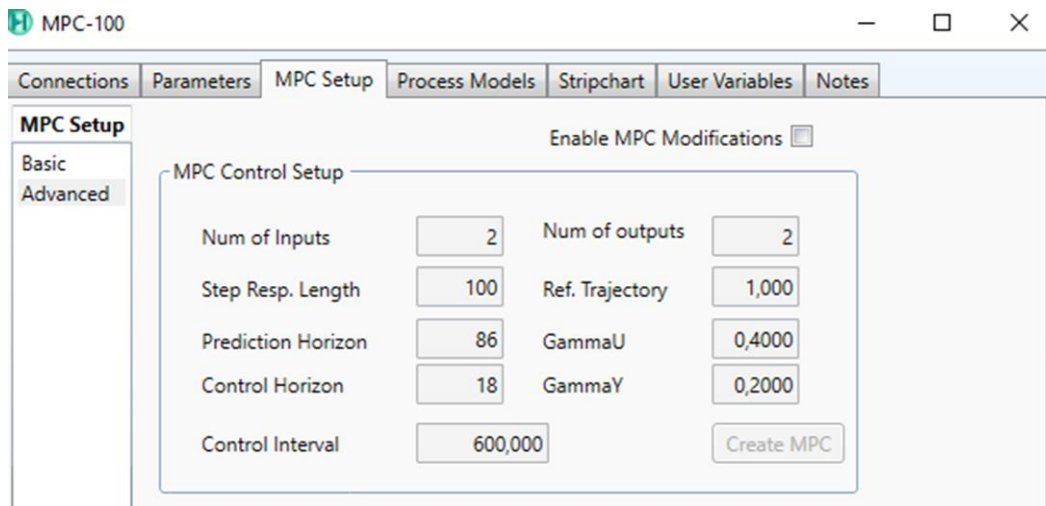 MPC-100
Connections Parameters MPC Setup Process Models Stripchart User Variables Notes
MPC Setup
Basic
Advanced
Enable MPC Modifications
MPC Control Setup
Num of Inputs 2 Num of outputs 2
Step Resp. Length 100 Ref. Trajectory 1,000
Prediction Horizon 86 GammaU 0,4000
Control Horizon 18 GammaY 0,2000
Control Interval 600,000 Create MPC